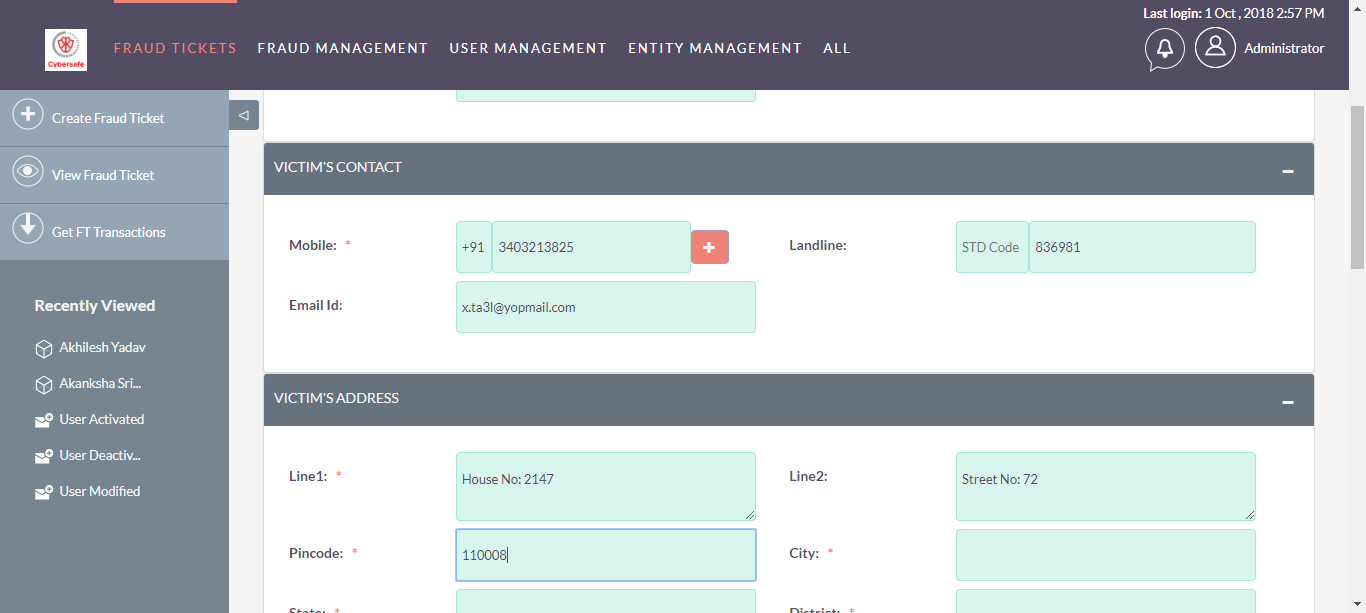 Last login: 1 Oct , 2018 2:57 PM
Cybersafe
FRAUD TICKETS FRAUD MANAGEMENT USER MANAGEMENT ENTITY MANAGEMENT ALL
Administrator
Create Fraud Ticket
View Fraud Ticket
Get FT Transactions
Recently Viewed
Akhilesh Yadav
Akanksha Sri...
User Activated
User Deactiv...
User Modified
VICTIM'S CONTACT
Mobile: * +91 3403213825 + Landline: STD Code 836981
Email Id: x.ta3l@yopmail.com
VICTIM'S ADDRESS
Line1: * House No: 2147 Line2: Street No: 72
Pincode: * 110008 City: *
State: * District: *